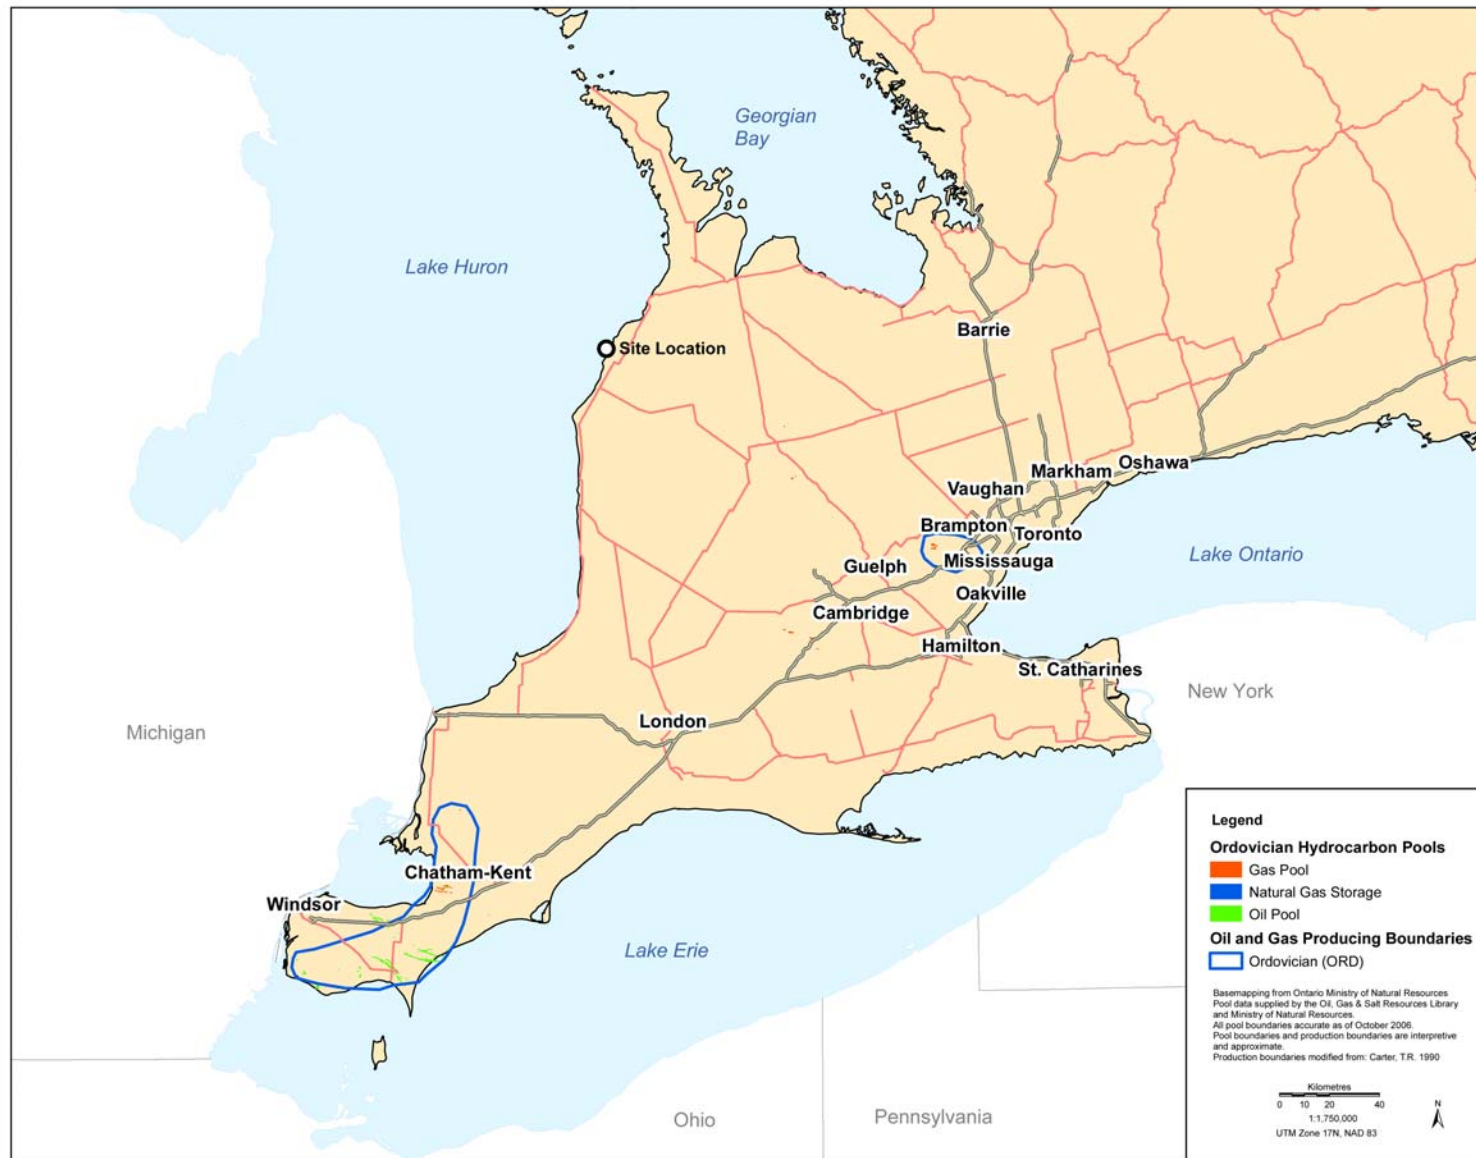 Georgian
Bay
Lake Huron
Barrie
Site Location
Markham
Oshawa
Vaughan
Brampton
Toronto
Lake Ontario
Mississauga
Guelph
Oakville
Cambridge
Hamilton
St. Catharines
New York
London
Michigan
Chatham-Kent
Windsor
Lake Erie
Ohio
Pennsylvania
Legend
Ordovician Hydrocarbon Pools
Gas Pool
Natural Gas Storage
Oil Pool
Oil and Gas Producing Boundaries
Ordovician (ORD)
Basemapping from Ontario Ministry of Natural Resources
Pool data supplied by the Oil, Gas & Salt Resources Library
and Ministry of Natural Resources.
All pool boundaries accurate as of October 2006.
Pool boundaries and production boundaries are interpretive
and approximate.
Production boundaries modified from: Carter, T.R. 1990
Kilometres
0 10 20 40
1:1,750,000
UTM Zone 17N, NAD 83
N